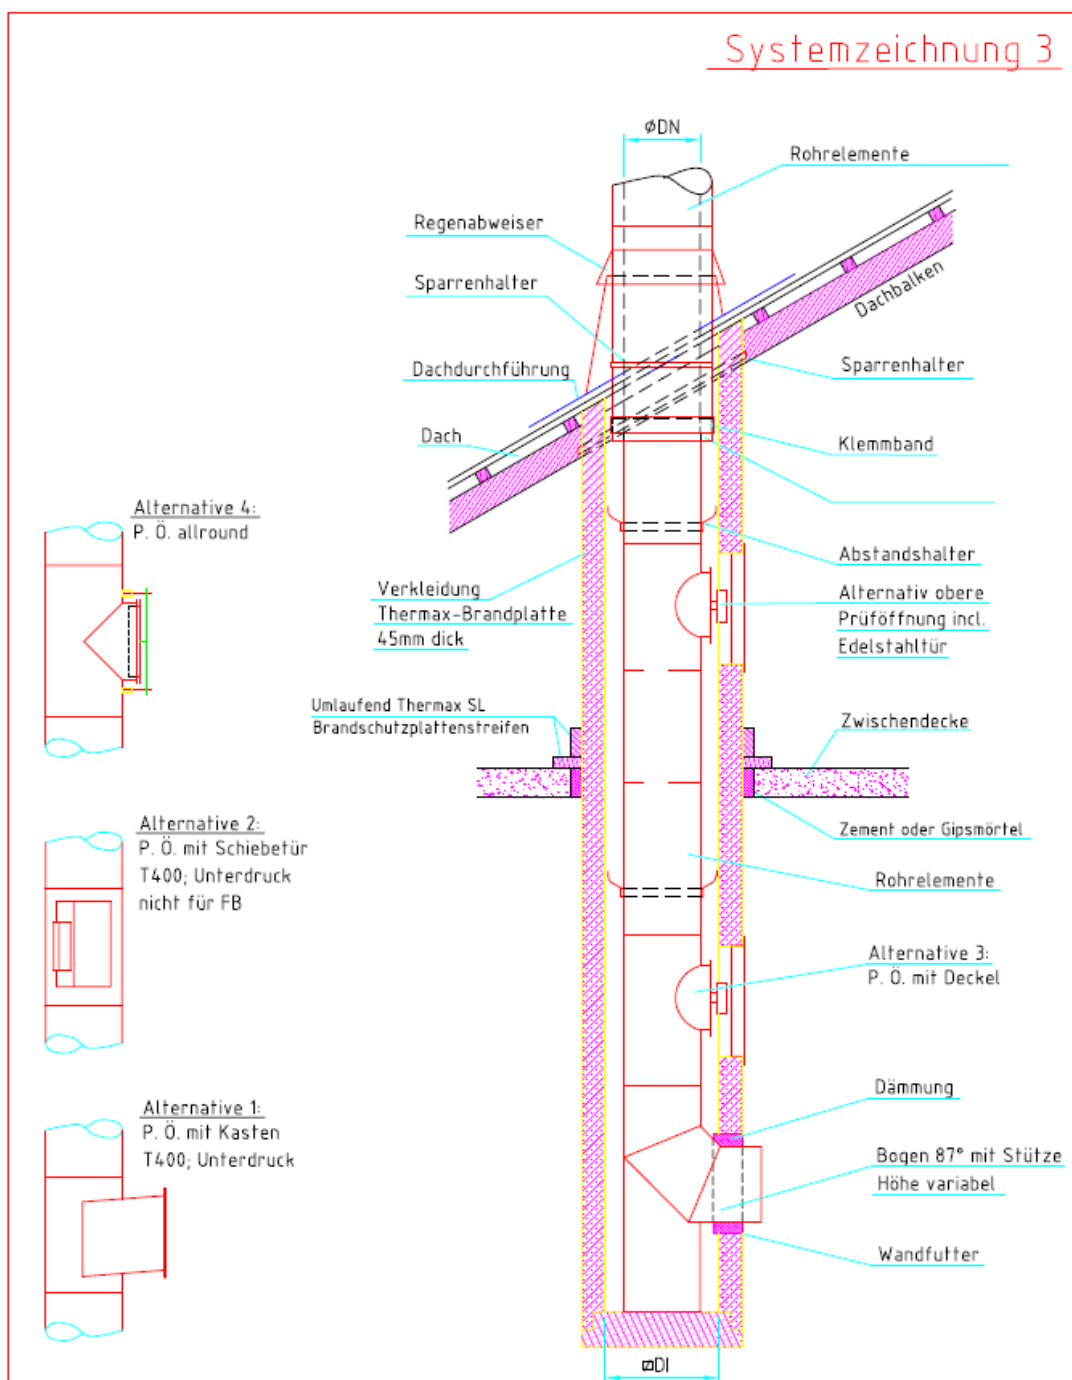 Systemzeichnung 3
øDN
Rohrelemente
Regenabweiser
Sparrenhalter
Dachbalken
Dachdurchführung
Sparrenhalter
Dach
Klemmband
Alternative 4:
P. Ö. allround
Abstandshalter
Verkleidung
Thermax-Brandplatte
45mm dick
Alternativ obere
Prüföffnung incl.
Edelstahltür
Umlaufend Thermax SL
Brandschutzplattenstreifen
Zwischendecke
Alternative 2:
P. Ö. mit Schiebetür
T400; Unterdruck
nicht für FB
Zement oder Gipsmörtel
Rohrelemente
Alternative 3:
P. Ö. mit Deckel
Dämmung
Alternative 1:
P. Ö. mit Kasten
T400; Unterdruck
Bogen 87° mit Stütze
Höhe variabel
Wandfutter
⌀DI